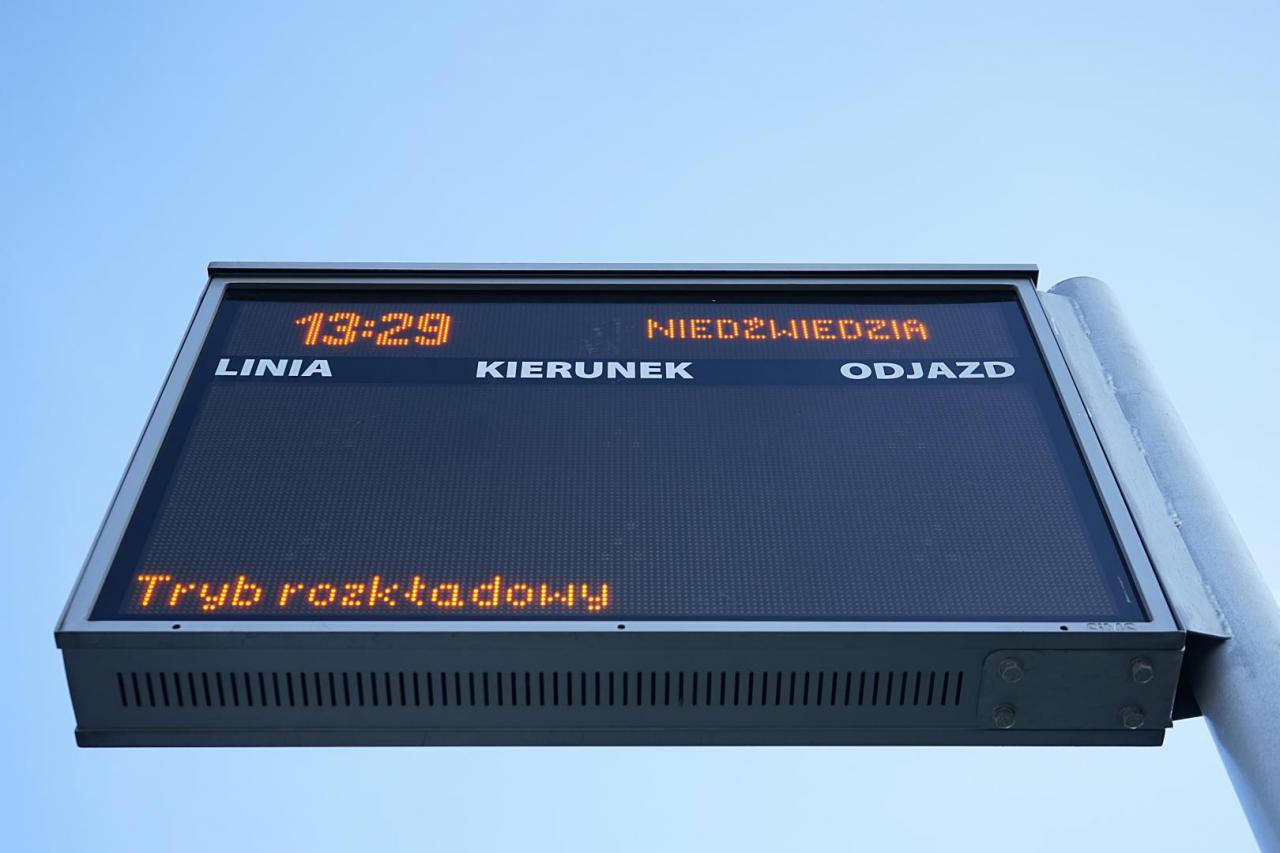 13:29 NIEDŹWIEDZIA
LINIA KIERUNEK ODJAZD
Tryb rozkładowy